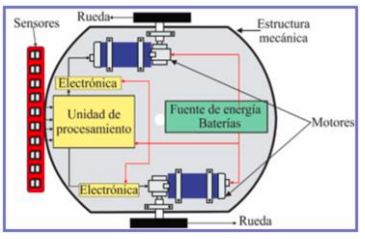 Rueda
Sensores
Estructura
mecánica
Electrónica
Unidad de
procesamiento
Fuente de energía
Baterías
Motores
Electrónica
Rueda